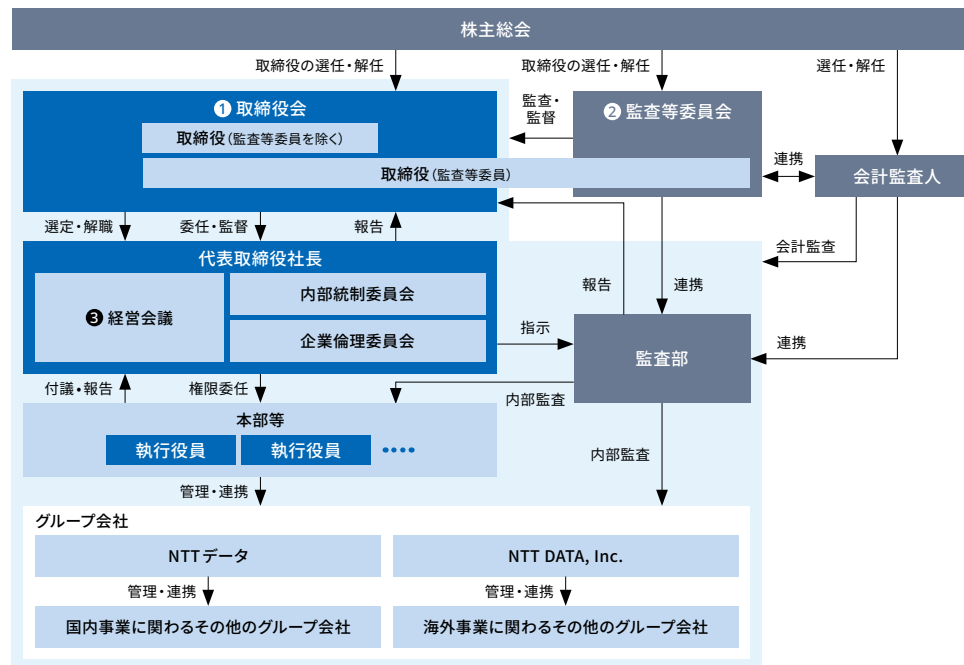 株主総会
取締役の選任・解任
取締役の選任・解任
選任・解任
❶ 取締役会
監査・
監督
❷ 監査等委員会
取締役（監査等委員を除く）
取締役（監査等委員）
連携
会計監査人
選定・解職
委任・監督
報告
会計監査
代表取締役社長
❸ 経営会議
内部統制委員会
企業倫理委員会
報告
連携
指示
監査部
連携
付議・報告
権限委任
内部監査
本部等
執行役員
執行役員
••••
内部監査
管理・連携
グループ会社
NTTデータ
NTT DATA, Inc.
管理・連携
管理・連携
国内事業に関わるその他のグループ会社
海外事業に関わるその他のグループ会社